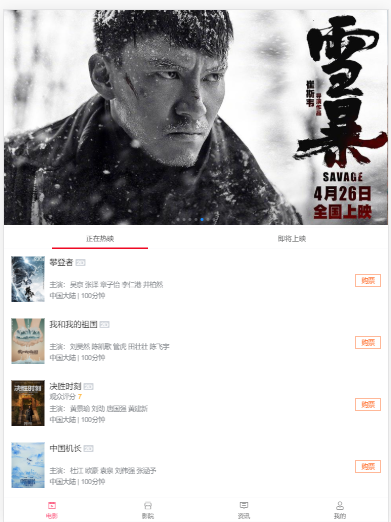 雪暴
崔斯韦
导演作品
SAVAGE
4月26日
全国上映
正在热映
即将上映
攀登者
主演: 吴京 张译 章子怡 李仁港 井柏然
中国大陆 | 100分钟
购票
我和我的祖国
主演: 刘昊然 陈凯歌 管虎 田壮壮 陈飞宇
中国大陆 | 100分钟
购票
决胜时刻
观众评分 7
主演: 黄景瑜 刘劲 唐国强 黄建新
中国大陆 | 100分钟
购票
中国机长
主演: 杜江 欧豪 袁泉 刘伟强 张涵予
中国大陆 | 100分钟
购票
电影
影院
资讯
我的